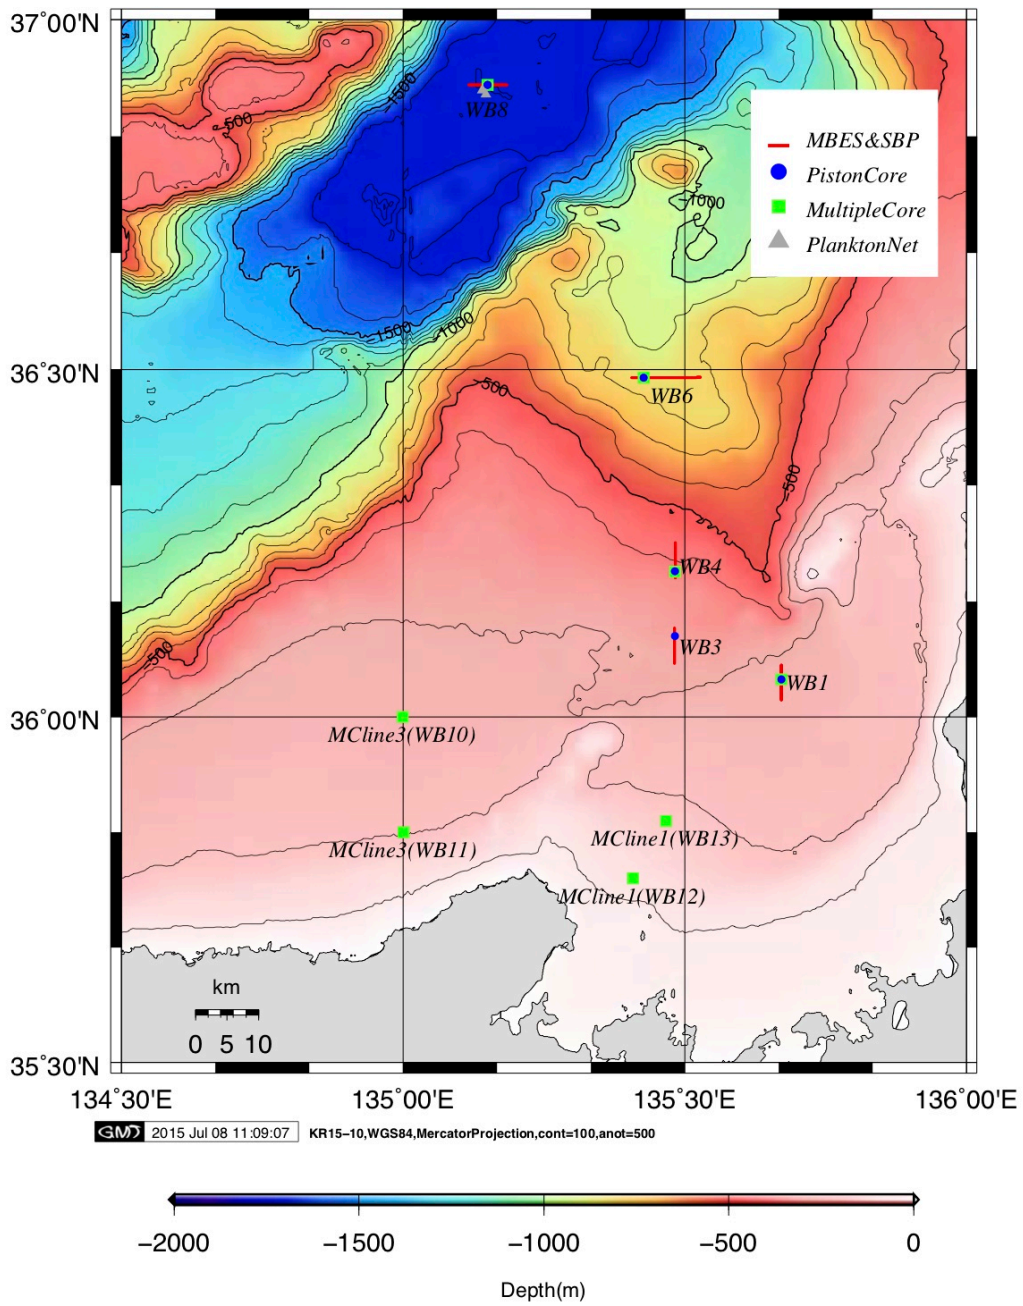 37°00'N
−1500
−500
WB8
MBES&SBP
PistonCore
MultipleCore
PlanktonNet
−1000
−1500
−1000
36°30'N
−500
WB6
−500
WB4
WB3
−500
WB1
36°00'N
MCline3(WB10)
MCline1(WB13)
MCline3(WB11)
MCline1(WB12)
km
0 5 10
35°30'N
134°30'E
135°00'E
135°30'E
136°00'E
GMT
2015 Jul 08 11:09:07
KR15−10,WGS84,MercatorProjection,cont=100,anot=500
−2000
−1500
−1000
−500
0
Depth(m)